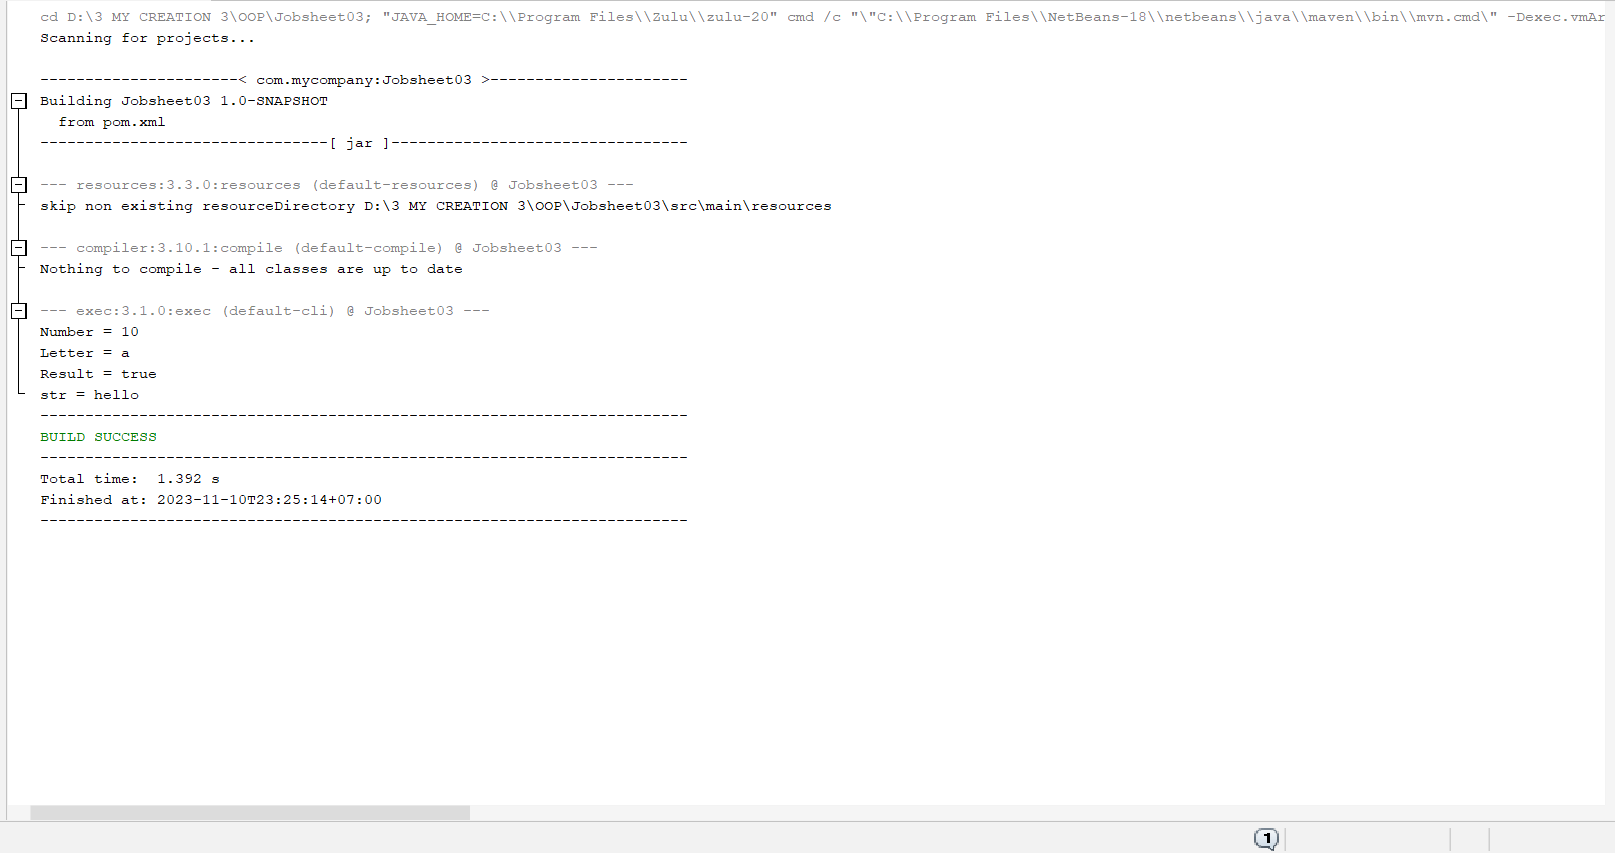 cd D:\3 MY CREATION 3\OOP\Jobsheet03; "JAVA_HOME=C:\\Program Files\\Zulu\\zulu-20" cmd /c "\"C:\\Program Files\\NetBeans-18\\netbeans\\java\\maven\\bin\\mvn.cmd\" -Dexec.vmAr
Scanning for projects...
----------------------< com.mycompany:Jobsheet03 >----------------------
Building Jobsheet03 1.0-SNAPSHOT
  from pom.xml
--------------------------------[ jar ]---------------------------------
--- resources:3.3.0:resources (default-resources) @ Jobsheet03 ---
skip non existing resourceDirectory D:\3 MY CREATION 3\OOP\Jobsheet03\src\main\resources
--- compiler:3.10.1:compile (default-compile) @ Jobsheet03 ---
Nothing to compile - all classes are up to date
--- exec:3.1.0:exec (default-cli) @ Jobsheet03 ---
Number = 10
Letter = a
Result = true
str = hello
------------------------------------------------------------------------
BUILD SUCCESS
------------------------------------------------------------------------
Total time:  1.392 s
Finished at: 2023-11-10T23:25:14+07:00
------------------------------------------------------------------------
1